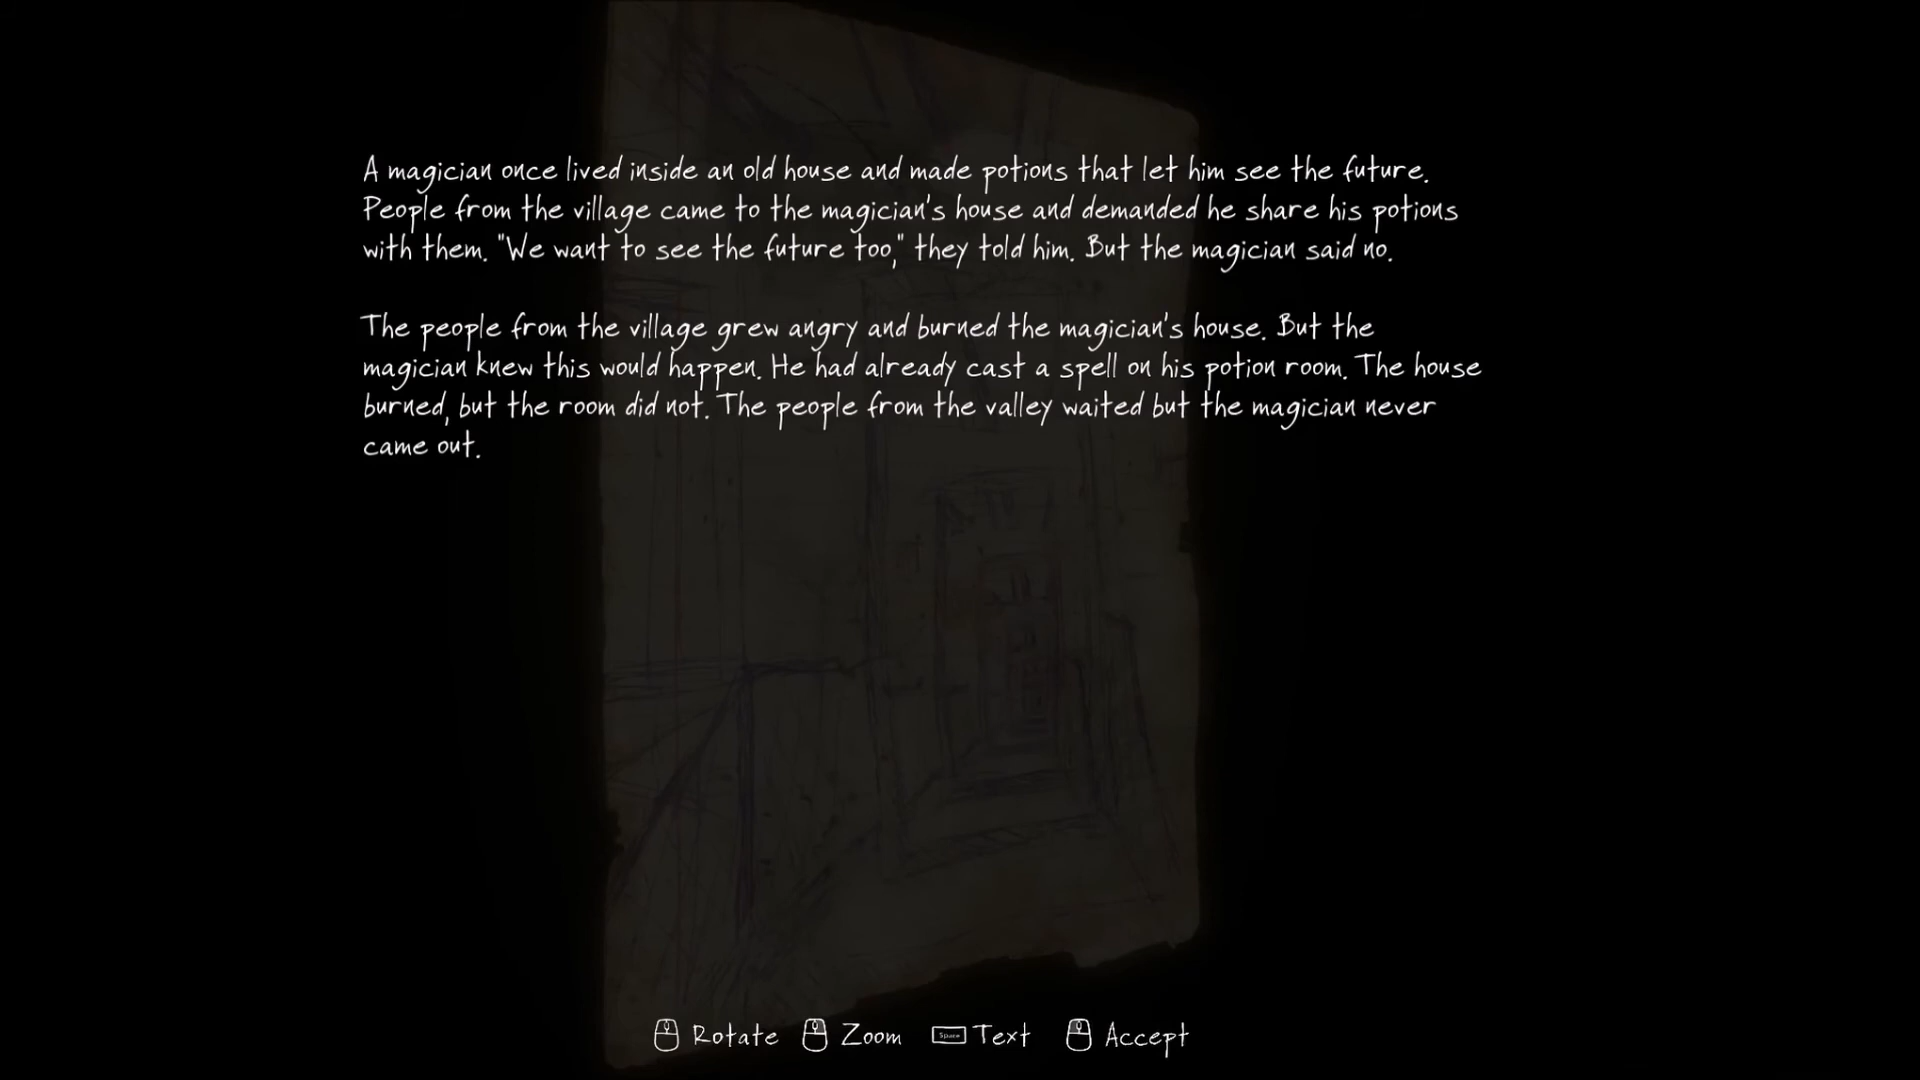 A magician once lived inside an old house and made potions that let him see the future.
People from the village came to the magician's house and demanded he share his potions
with them. "We want to see the future too," they told him. But the magician said no.
The people from the village grew angry and burned the magician's house. But the
magician knew this would happen. He had already cast a spell on his potion room. The house
burned, but the room did not. The people from the valley waited but the magician never
came out.
Rotate Zoom Space Text Accept